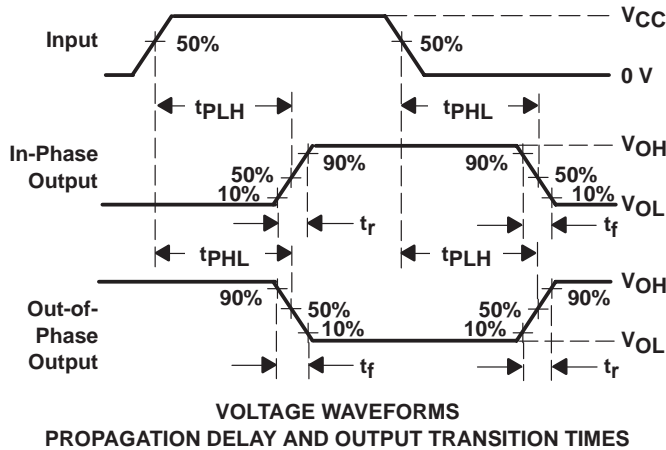 VCC
Input
50%
50%
0 V
tPLH
tPHL
In-Phase
Output
VOH
90%
90%
50%
50%
10%
10%
VOL
tr
tf
tPHL
tPLH
Out-of-
Phase
Output
VOH
90%
90%
50%
50%
10%
10%
VOL
tf
tr
VOLTAGE WAVEFORMS
PROPAGATION DELAY AND OUTPUT TRANSITION TIMES